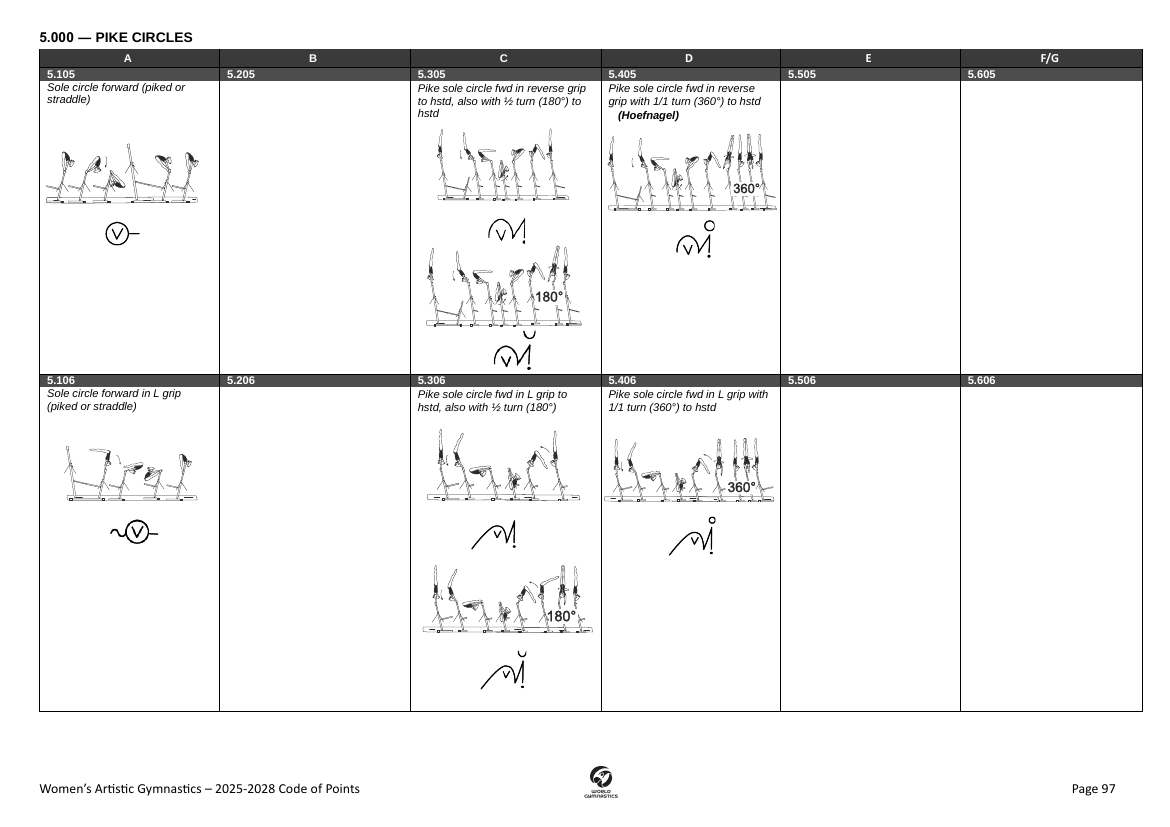 5.000 — PIKE CIRCLES
A B C D E F/G
5.105 5.205 5.305 5.405 5.505 5.605
Sole circle forward (piked or
straddle)
Pike sole circle fwd in reverse grip
to hstd, also with ½ turn (180°) to
hstd
180°
Pike sole circle fwd in reverse
grip with 1/1 turn (360°) to hstd
(Hoefnagel)
360°
5.106 5.206 5.306 5.406 5.506 5.606
Sole circle forward in L grip
(piked or straddle)
Pike sole circle fwd in L grip to
hstd, also with ½ turn (180°)
180°
Pike sole circle fwd in L grip with
1/1 turn (360°) to hstd
360°
Women's Artistic Gymnastics – 2025-2028 Code of Points
WORLD
GYMNASTICS
Page 97